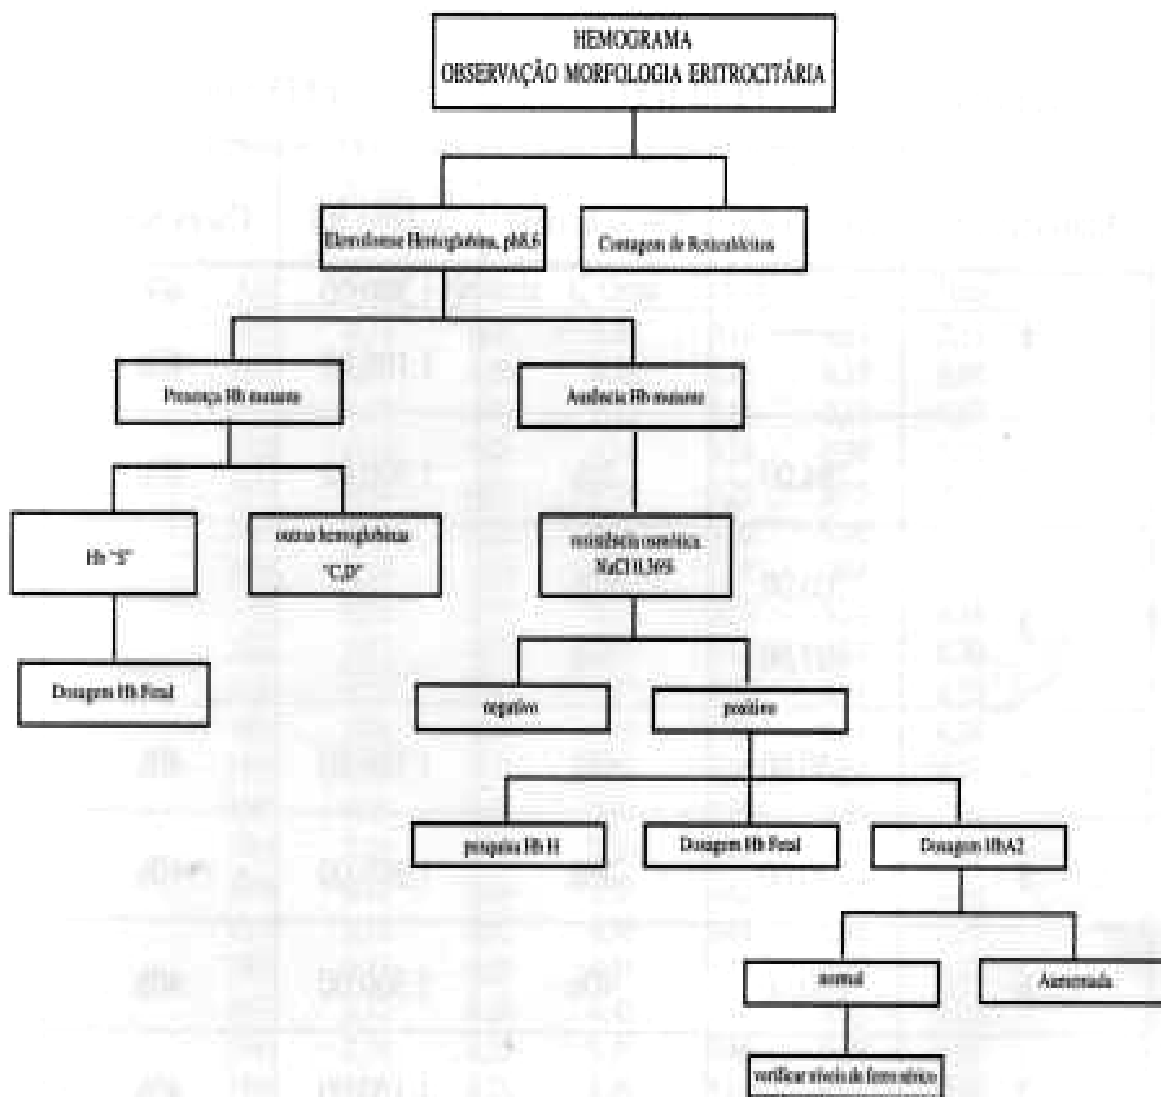 HEMOGRAMA
OBSERVAÇÃO MORFOLOGIA ERITROCITÁRIA
Eletroforese Hemoglobina, ph8,6
Contagem de Reticulócitos
Presença Hb mutante
Ausência Hb mutante
Hb "S"
outras hemoglobinas
"C,D"
resistência osmótica
NaCl 0,36%
Dosagem Hb Fetal
negativo
positivo
pesquisa Hb H
Dosagem Hb Fetal
Dosagem HbA2
normal
Aumentada
verificar níveis de ferro sérico